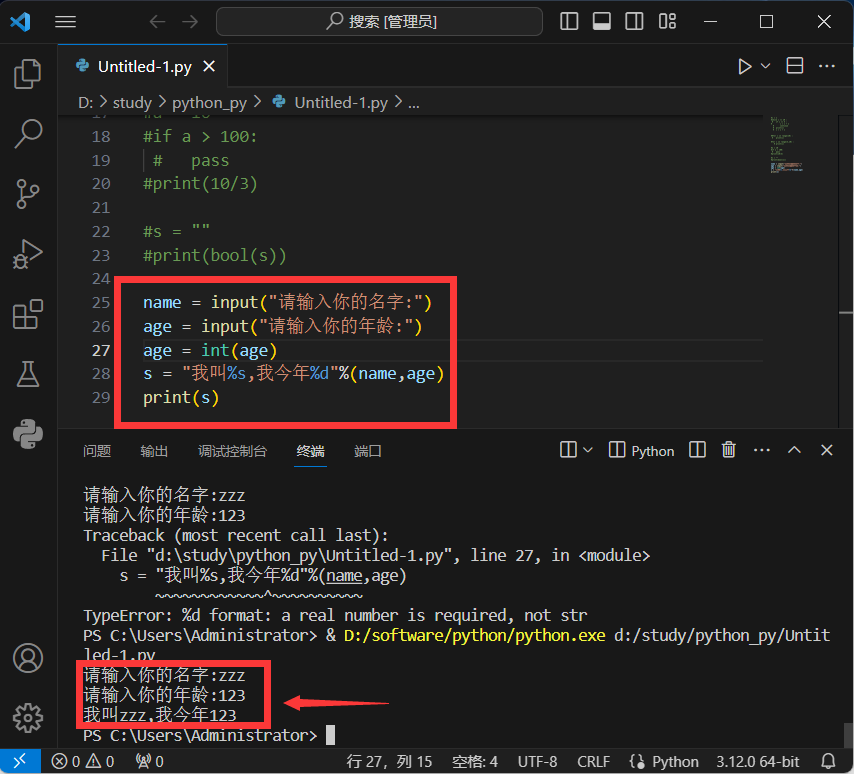 搜索 [管理员]
Untitled-1.py
D: > study > python_py > Untitled-1.py > ...
18 #if a > 100:
19 #   pass
20 #print(10/3)
21
22 #s = ""
23 #print(bool(s))
24
25 name = input("请输入你的名字:")
26 age = input("请输入你的年龄:")
27 age = int(age)
28 s = "我叫%s,我今年%d"%(name,age)
29 print(s)
问题 输出 调试控制台 终端 端口 Python
请输入你的名字:zzz
请输入你的年龄:123
Traceback (most recent call last):
  File "d:\study\python_py\Untitled-1.py", line 27, in <module>
    s = "我叫%s,我今年%d"%(name,age)
        ~~~~~~~~~~~~~^~~~~~~~~~~
TypeError: %d format: a real number is required, not str
PS C:\Users\Administrator> & D:/software/python/python.exe d:/study/python_py/Untit
led-1.py
请输入你的名字:zzz
请输入你的年龄:123
我叫zzz,我今年123
PS C:\Users\Administrator>
0 0 0 行 27，列 15 空格: 4 UTF-8 CRLF Python 3.12.0 64-bit